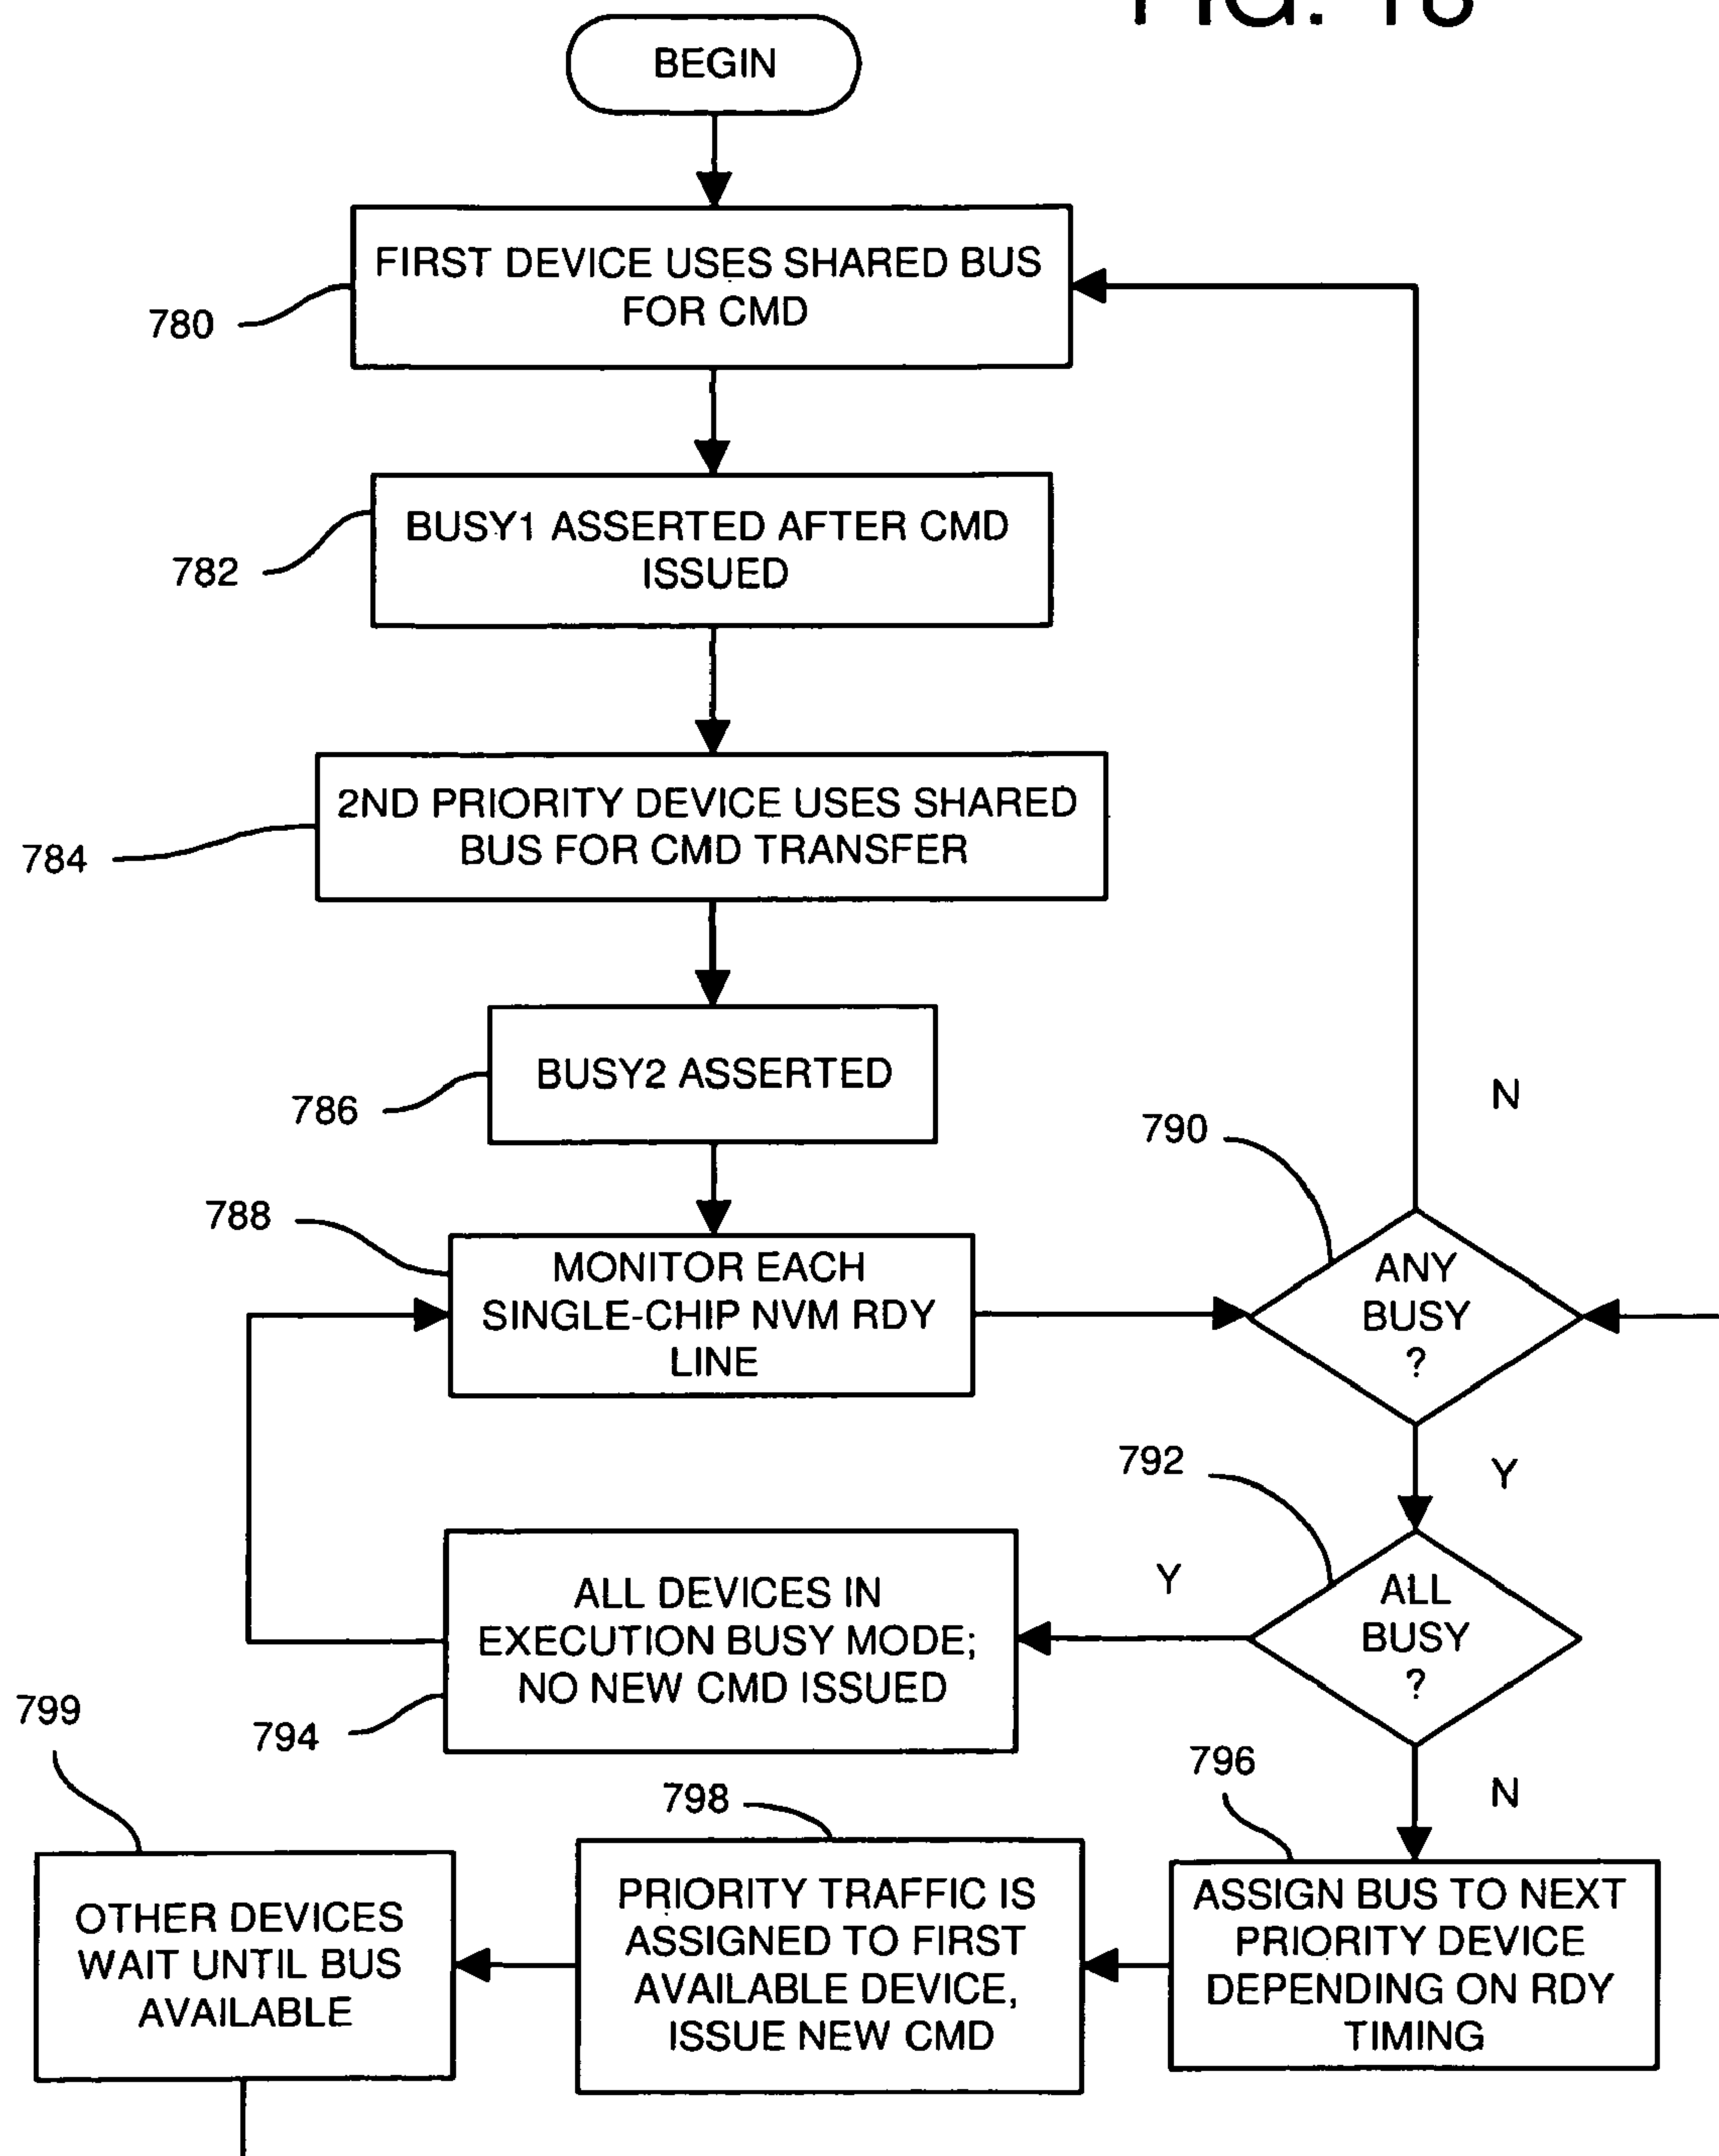 FIG. 18
BEGIN
FIRST DEVICE USES SHARED BUS
FOR CMD
780
BUSY1 ASSERTED AFTER CMD
ISSUED
782
2ND PRIORITY DEVICE USES SHARED
BUS FOR CMD TRANSFER
784
BUSY2 ASSERTED
786
N
790
788
MONITOR EACH
SINGLE-CHIP NVM RDY
LINE
ANY
BUSY
?
792
Y
Y
ALL DEVICES IN
EXECUTION BUSY MODE;
NO NEW CMD ISSUED
794
ALL
BUSY
?
799
796
798
N
OTHER DEVICES
WAIT UNTIL BUS
AVAILABLE
PRIORITY TRAFFIC IS
ASSIGNED TO FIRST
AVAILABLE DEVICE,
ISSUE NEW CMD
ASSIGN BUS TO NEXT
PRIORITY DEVICE
DEPENDING ON RDY
TIMING